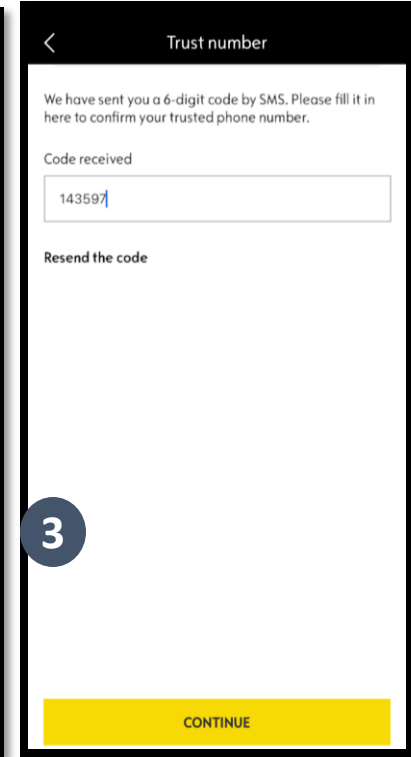 Trust number
We have sent you a 6-digit code by SMS. Please fill it in
here to confirm your trusted phone number.
Code received
143597
Resend the code
3
CONTINUE